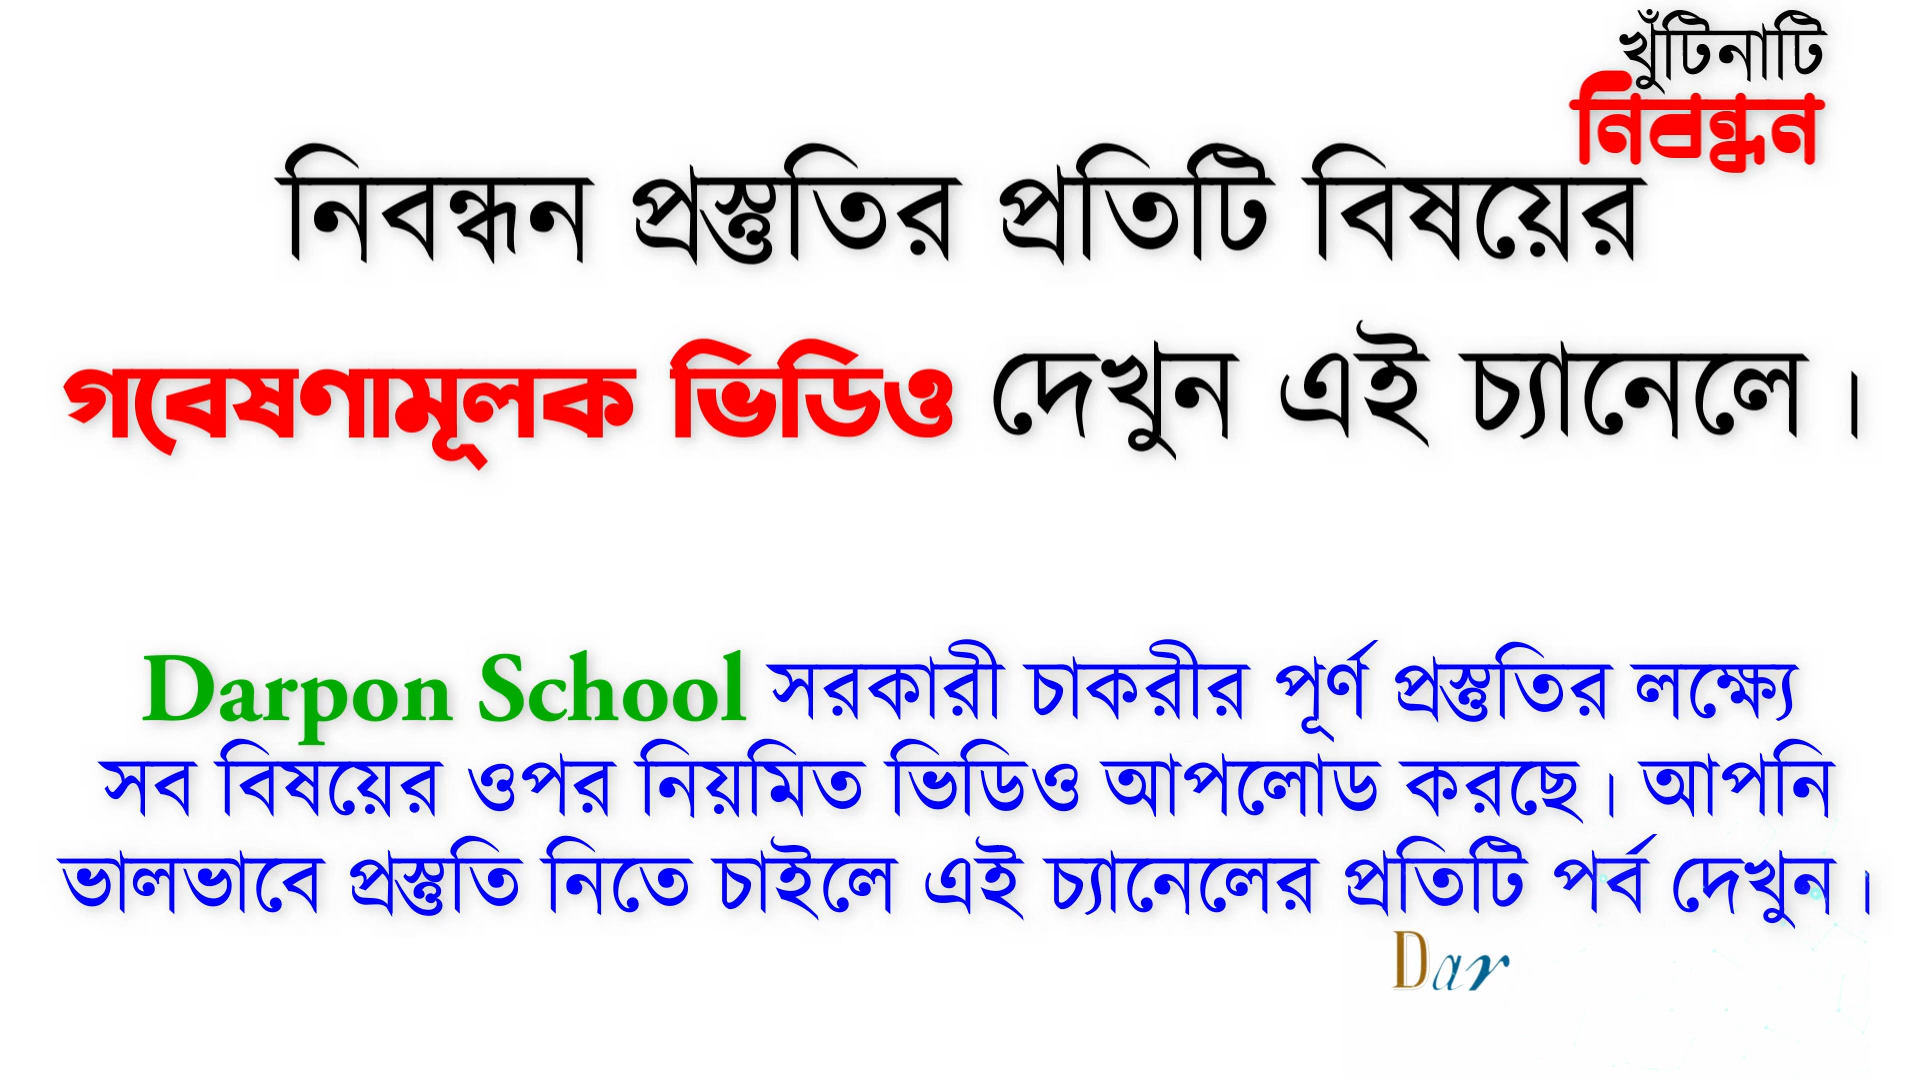 খুঁটিনাটি
নিবন্ধন
নিবন্ধন প্রস্তুতির প্রতিটি বিষয়ের
গবেষণামূলক ভিডিও দেখুন এই চ্যানেলে।
Darpon School সরকারী চাকরীর পূর্ণ প্রস্তুতির লক্ষ্যে
সব বিষয়ের ওপর নিয়মিত ভিডিও আপলোড করছে। আপনি
ভালভাবে প্রস্তুতি নিতে চাইলে এই চ্যানেলের প্রতিটি পর্ব দেখুন।
Dar